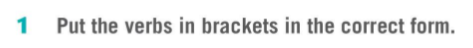 1 Put the verbs in brackets in the correct form.